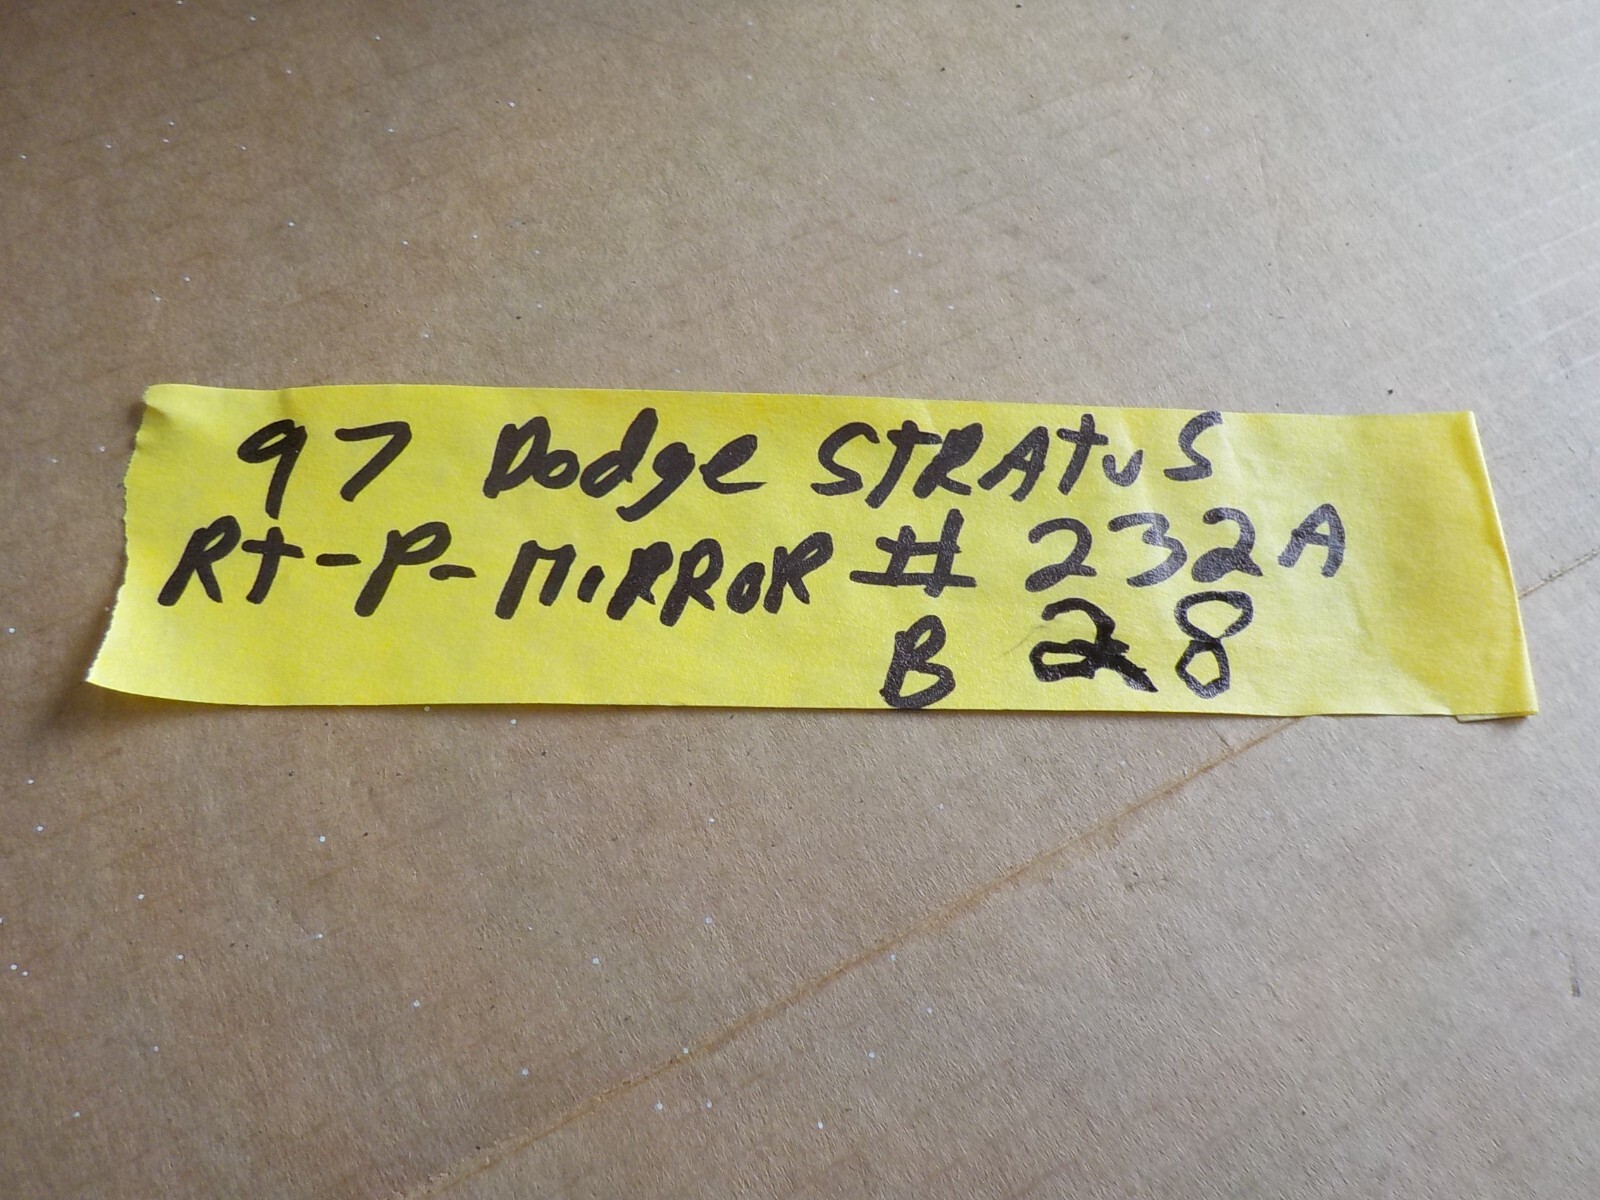 97 Dodge STRAtuS
Rt-P-MiRRoR # 232A
B 28